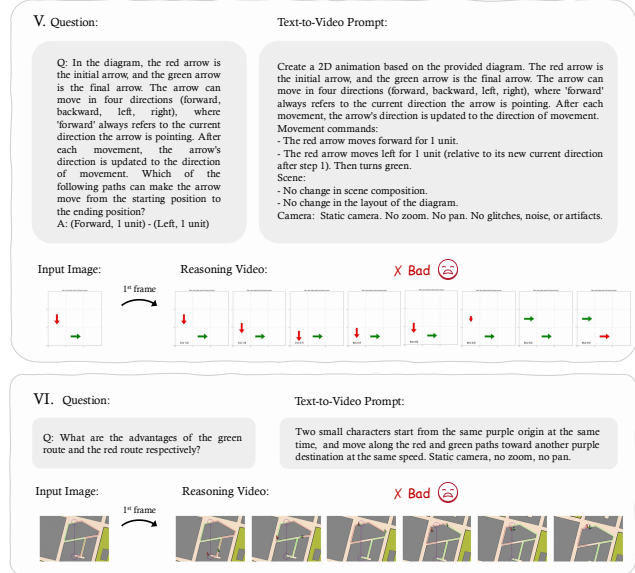 V. Question:
Text-to-Video Prompt:
Q: In the diagram, the red arrow is
the initial arrow, and the green arrow
is the final arrow. The arrow can
move in four directions (forward,
backward, left, right), where
'forward' always refers to the current
direction the arrow is pointing. After
each movement, the arrow's
direction is updated to the direction
of movement. Which of the
following paths can make the arrow
move from the starting position to
the ending position?
A: (Forward, 1 unit) - (Left, 1 unit)
Create a 2D animation based on the provided diagram. The red arrow is
the initial arrow, and the green arrow is the final arrow. The arrow can
move in four directions (forward, backward, left, right), where 'forward'
always refers to the current direction the arrow is pointing. After each
movement, the arrow's direction is updated to the direction of movement.
Movement commands:
- The red arrow moves forward for 1 unit.
- The red arrow moves left for 1 unit (relative to its new current direction
after step 1). Then turns green.
Scene:
- No change in scene composition.
- No change in the layout of the diagram.
Camera: Static camera. No zoom. No pan. No glitches, noise, or artifacts.
Input Image:
1st frame
Reasoning Video:
✗ Bad
VI. Question:
Text-to-Video Prompt:
Q: What are the advantages of the green
route and the red route respectively?
Two small characters start from the same purple origin at the same
time, and move along the red and green paths toward another purple
destination at the same speed. Static camera, no zoom, no pan.
Input Image:
1st frame
Reasoning Video:
✗ Bad